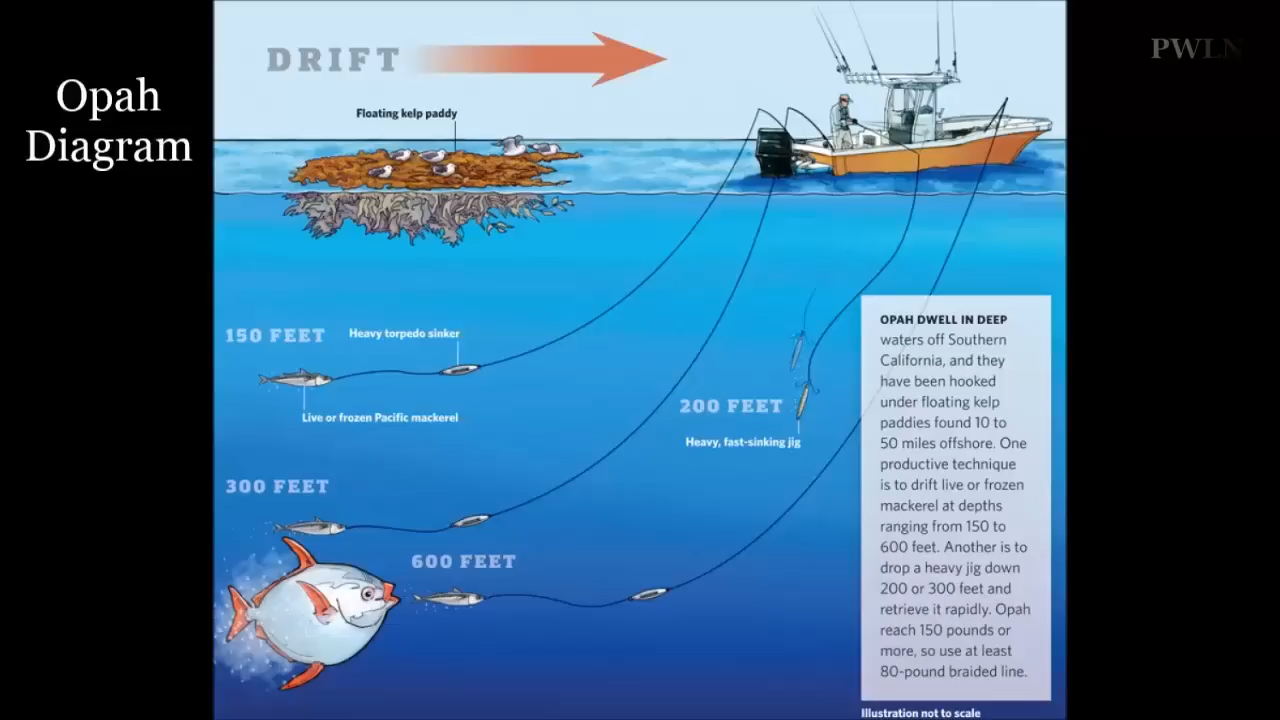 Opah
Diagram
PWLN
DRIFT
Floating kelp paddy
150 FEET
Heavy torpedo sinker
Live or frozen Pacific mackerel
200 FEET
Heavy, fast-sinking jig
300 FEET
600 FEET
OPAH DWELL IN DEEP
waters off Southern
California, and they
have been hooked
under floating kelp
paddies found 10 to
50 miles offshore. One
productive technique
is to drift live or frozen
mackerel at depths
ranging from 150 to
600 feet. Another is to
drop a heavy jig down
200 or 300 feet and
retrieve it rapidly. Opah
reach 150 pounds or
more, so use at least
80-pound braided line.
Illustration not to scale